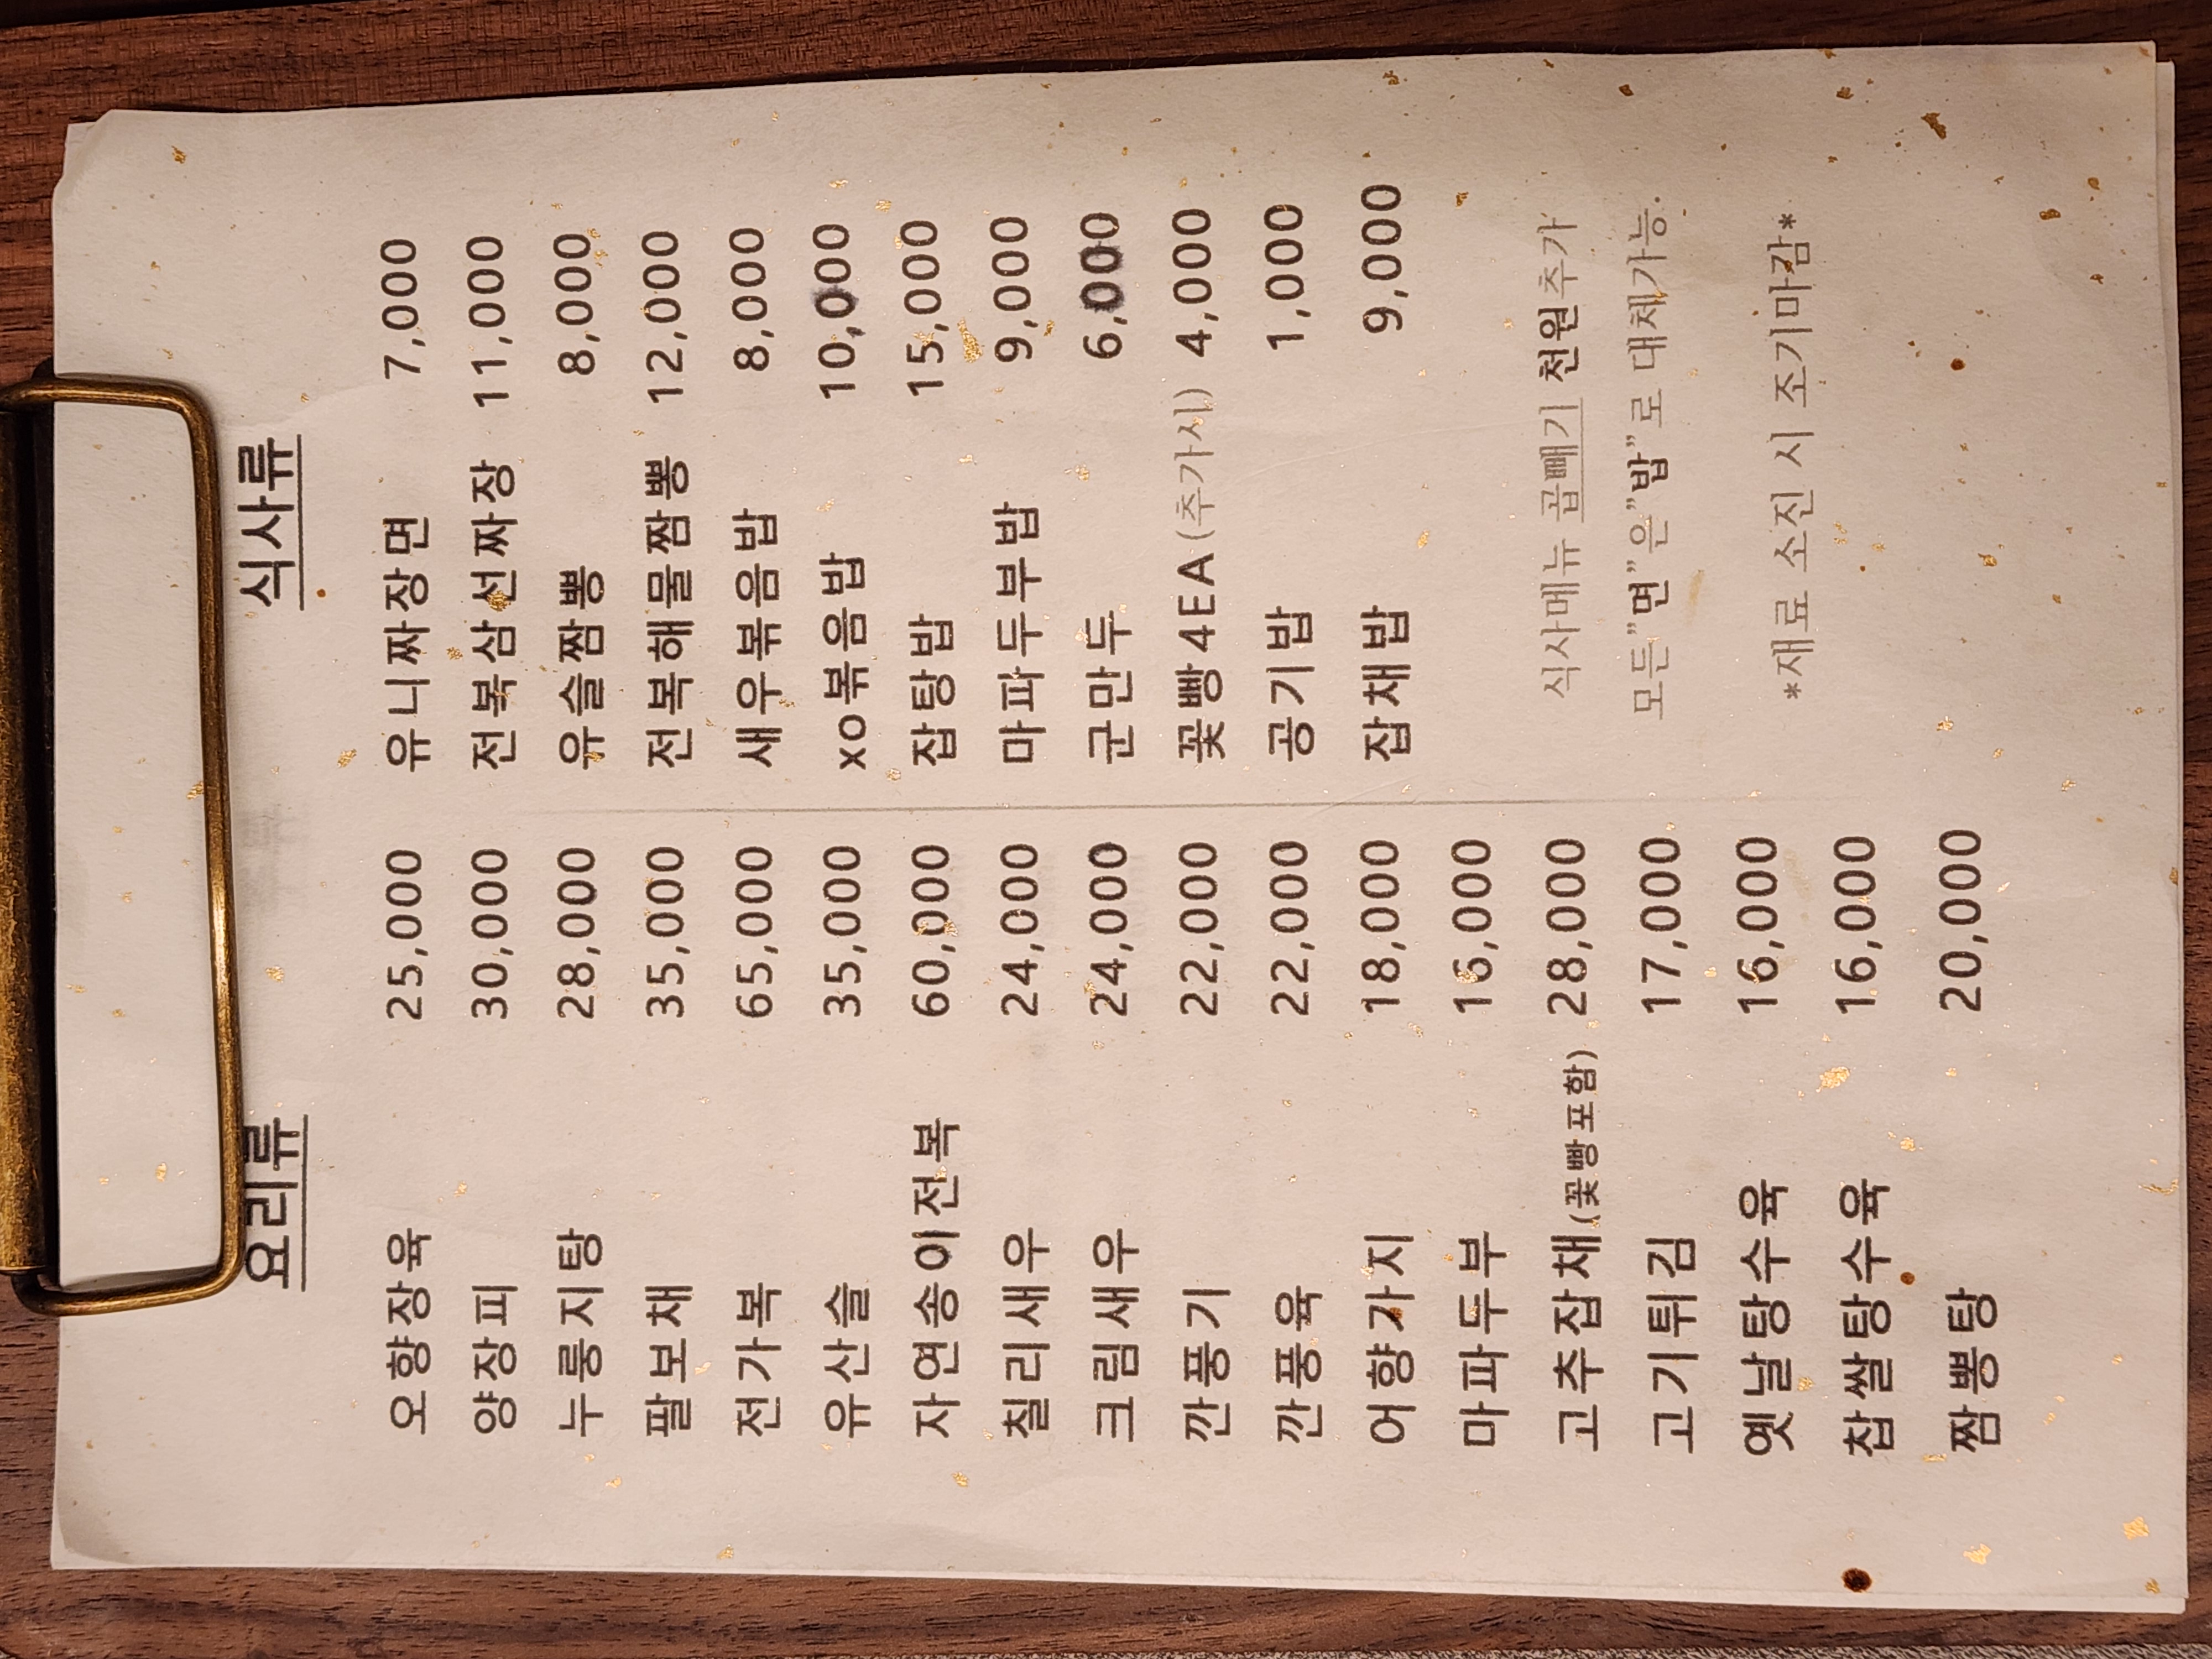 요리류
오향장육 25,000
양장피 30,000
누룽지탕 28,000
팔보채 35,000
전가복 65,000
유산슬 35,000
자연송이전복 60,000
칠리새우 24,000
크림새우 24,000
깐풍기 22,000
깐풍육 22,000
어향가지 18,000
마파두부 16,000
고추잡채(꽃빵포함) 28,000
고기튀김 17,000
옛날탕수육 16,000
찹쌀탕수육 16,000
짬뽕탕 20,000
식사류
유니짜장면 7,000
전복삼선짜장 11,000
유슬짬뽕 8,000
전복해물짬뽕 12,000
새우볶음밥 8,000
xo볶음밥 10,000
잡탕밥 15,000
마파두부밥 9,000
군만두 6,000
꽃빵4EA(추가시) 4,000
공기밥 1,000
잡채밥 9,000
식사메뉴 곱빼기 천원추가
모든"면"은"밥"로 대체가능.
*재료 소진 시 조기마감*